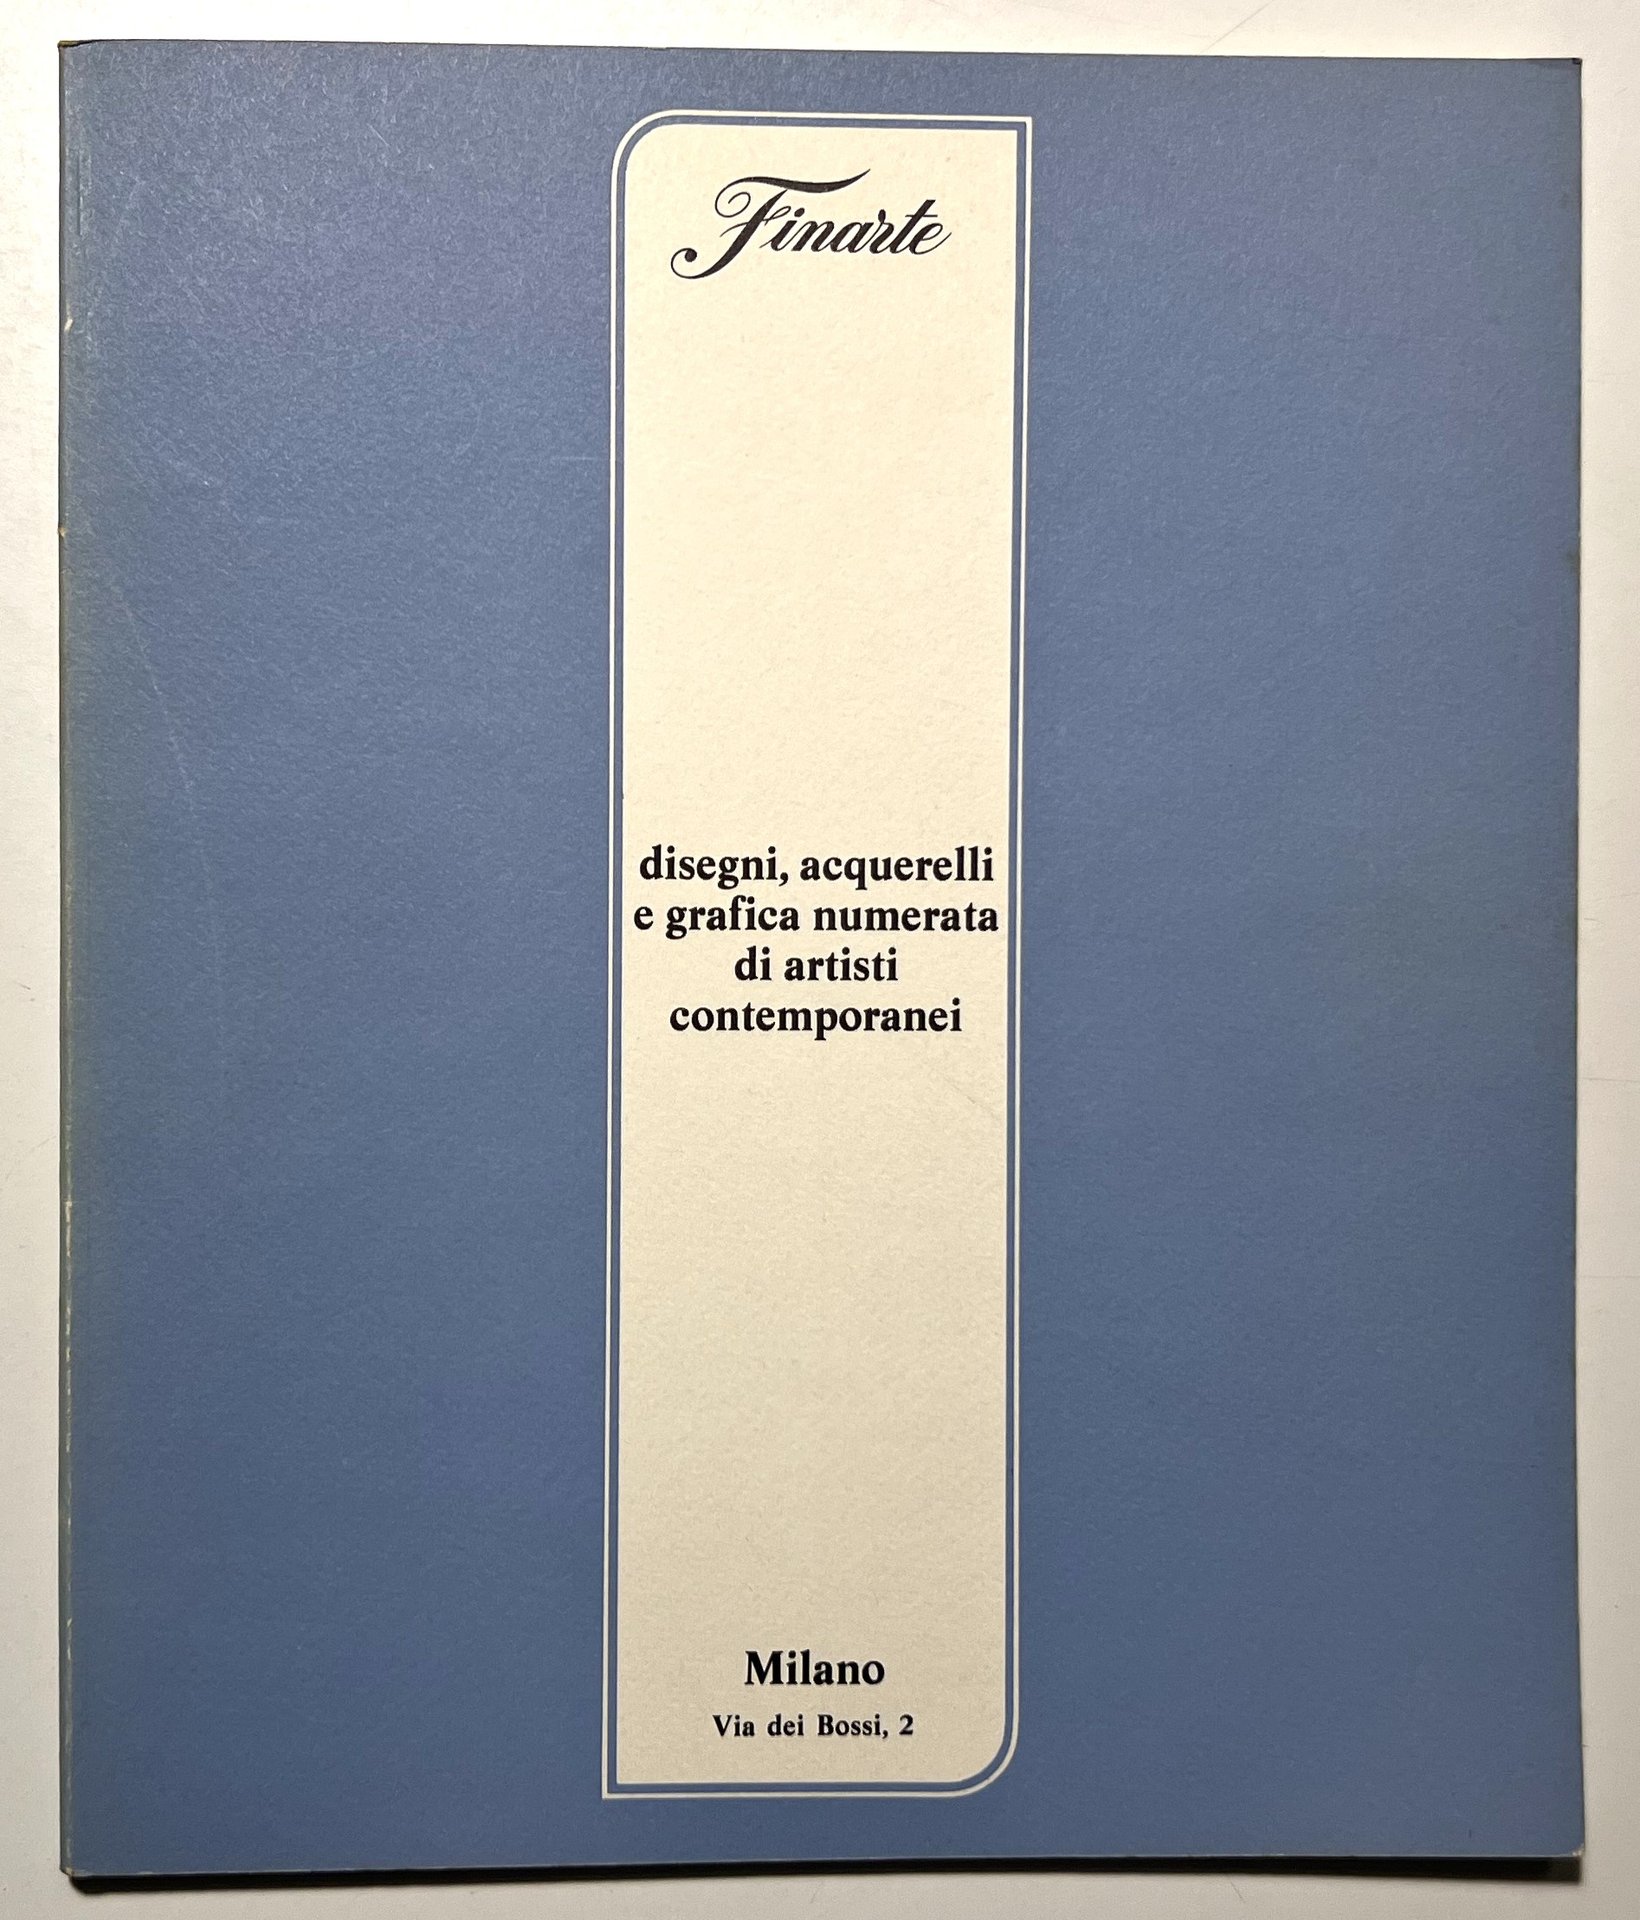 Finarte
disegni, acquerelli
e grafica numerata
di artisti
contemporanei
Milano
Via dei Bossi, 2